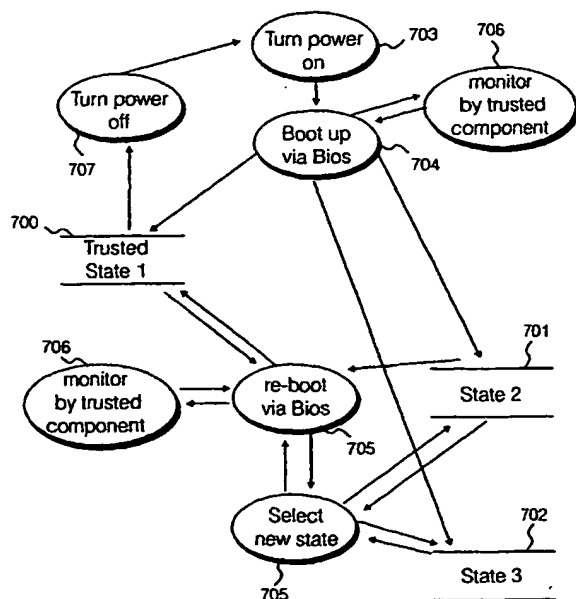 Turn power
on
703
706
monitor
by trusted
component
Turn power
off
707
Boot up
via Bios
704
700
Trusted
State 1
701
State 2
706
monitor
by trusted
component
re-boot
via Bios
705
Select
new state
705
702
State 3